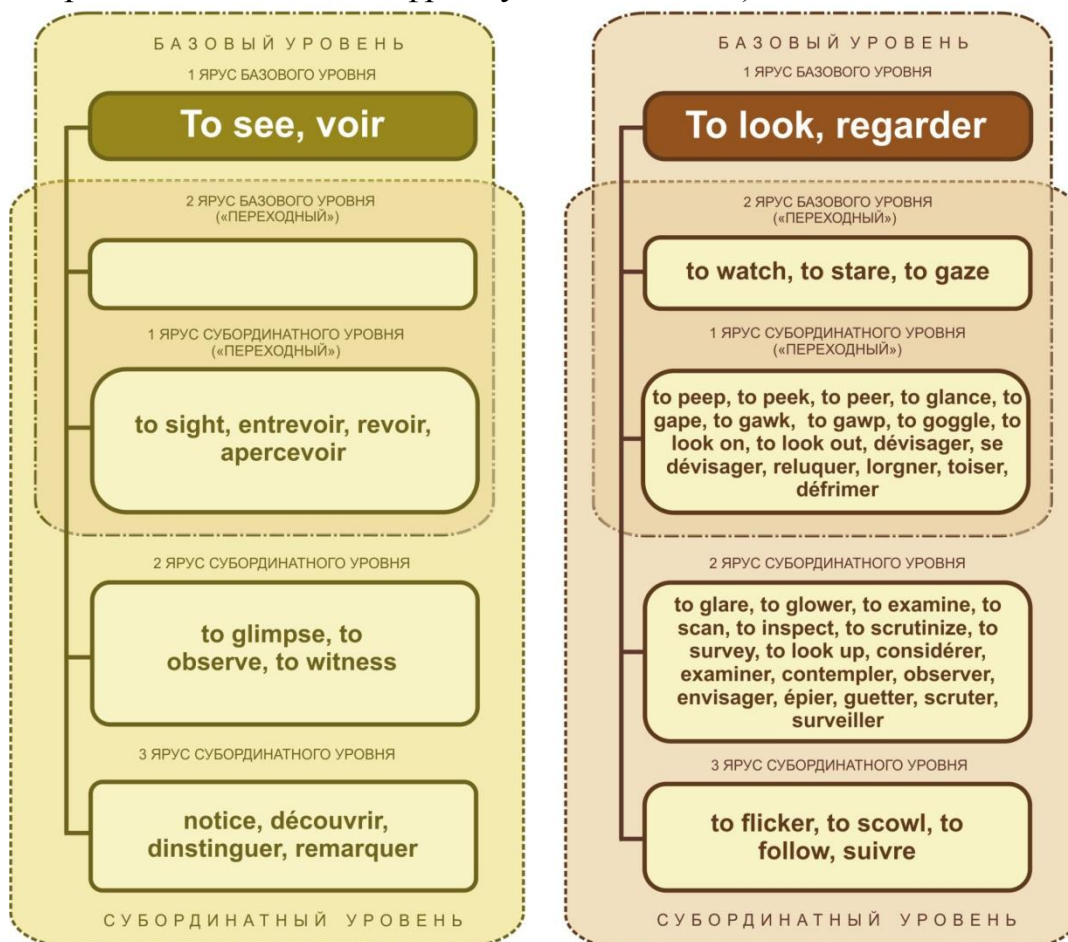 БАЗОВЫЙ УРОВЕНЬ
1 ЯРУС БАЗОВОГО УРОВНЯ
To see, voir
2 ЯРУС БАЗОВОГО УРОВНЯ
(«ПЕРЕХОДНЫЙ»)
1 ЯРУС СУБОРДИНАТНОГО УРОВНЯ
(«ПЕРЕХОДНЫЙ»)
to sight, entrevoir, revoir,
apercevoir
2 ЯРУС СУБОРДИНАТНОГО УРОВНЯ
to glimpse, to
observe, to witness
3 ЯРУС СУБОРДИНАТНОГО УРОВНЯ
notice, découvrir,
dinstinguer, remarquer
СУБОРДИНАТНЫЙ УРОВЕНЬ
БАЗОВЫЙ УРОВЕНЬ
1 ЯРУС БАЗОВОГО УРОВНЯ
To look, regarder
2 ЯРУС БАЗОВОГО УРОВНЯ
(«ПЕРЕХОДНЫЙ»)
to watch, to stare, to gaze
1 ЯРУС СУБОРДИНАТНОГО УРОВНЯ
(«ПЕРЕХОДНЫЙ»)
to peep, to peek, to peer, to glance, to
gape, to gawk, to gawp, to goggle, to
look on, to look out, dévisager, se
dévisager, reluquer, lorgner, toiser,
défrimer
2 ЯРУС СУБОРДИНАТНОГО УРОВНЯ
to glare, to glower, to examine, to
scan, to inspect, to scrutinize, to
survey, to look up, considérer,
examiner, contempler, observer,
envisager, épier, guetter, scruter,
surveiller
3 ЯРУС СУБОРДИНАТНОГО УРОВНЯ
to flicker, to scowl, to
follow, suivre
СУБОРДИНАТНЫЙ УРОВЕНЬ